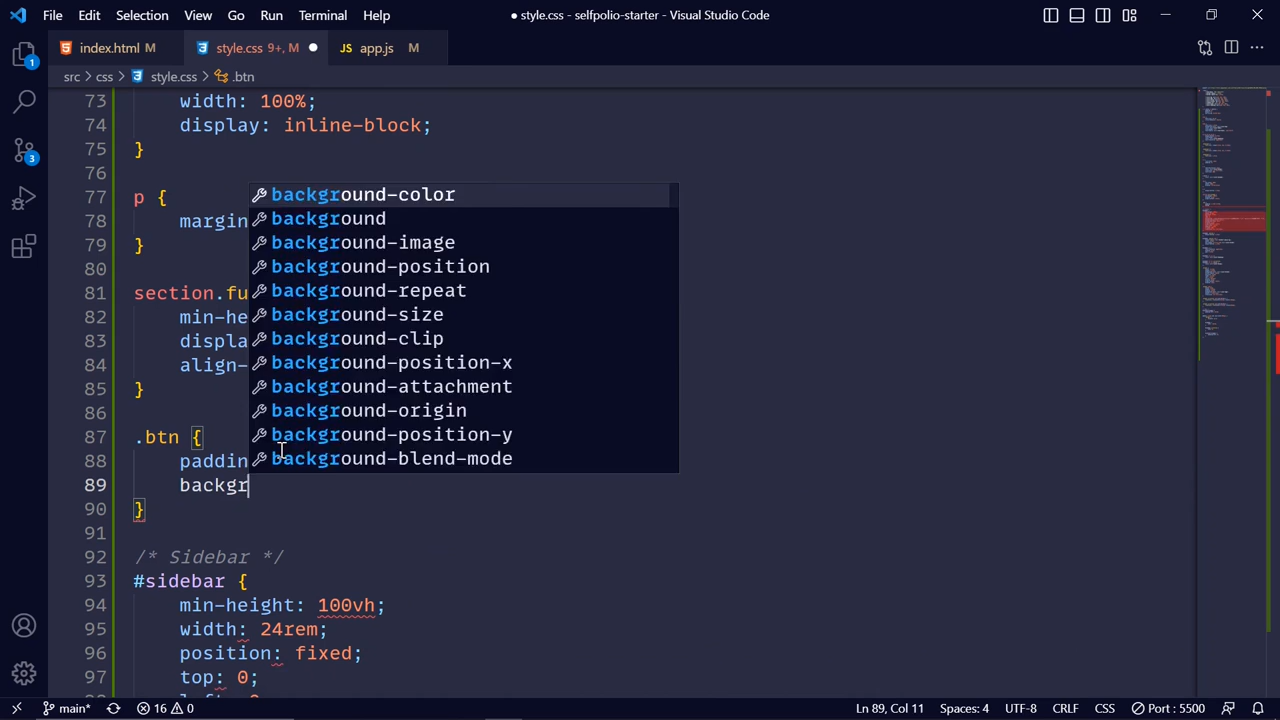 File Edit Selection View Go Run Terminal Help ● style.css - selfpolio-starter - Visual Studio Code
index.html M style.css 9+, M app.js M
src > css > style.css > .btn
73 width: 100%;
74 display: inline-block;
75 }
76
77 p {
78 margin
79 }
80
81 section.fu
82 min-he
83 displa
84 align-
85 }
86
87 .btn {
88 paddin
89 backgr
90 }
91
92 /* Sidebar */
93 #sidebar {
94 min-height: 100vh;
95 width: 24rem;
96 position: fixed;
97 top: 0;
background-color
background
background-image
background-position
background-repeat
background-size
background-clip
background-position-x
background-attachment
background-origin
background-position-y
background-blend-mode
1
3
main* 16 0 Ln 89, Col 11 Spaces: 4 UTF-8 CRLF CSS Port : 5500